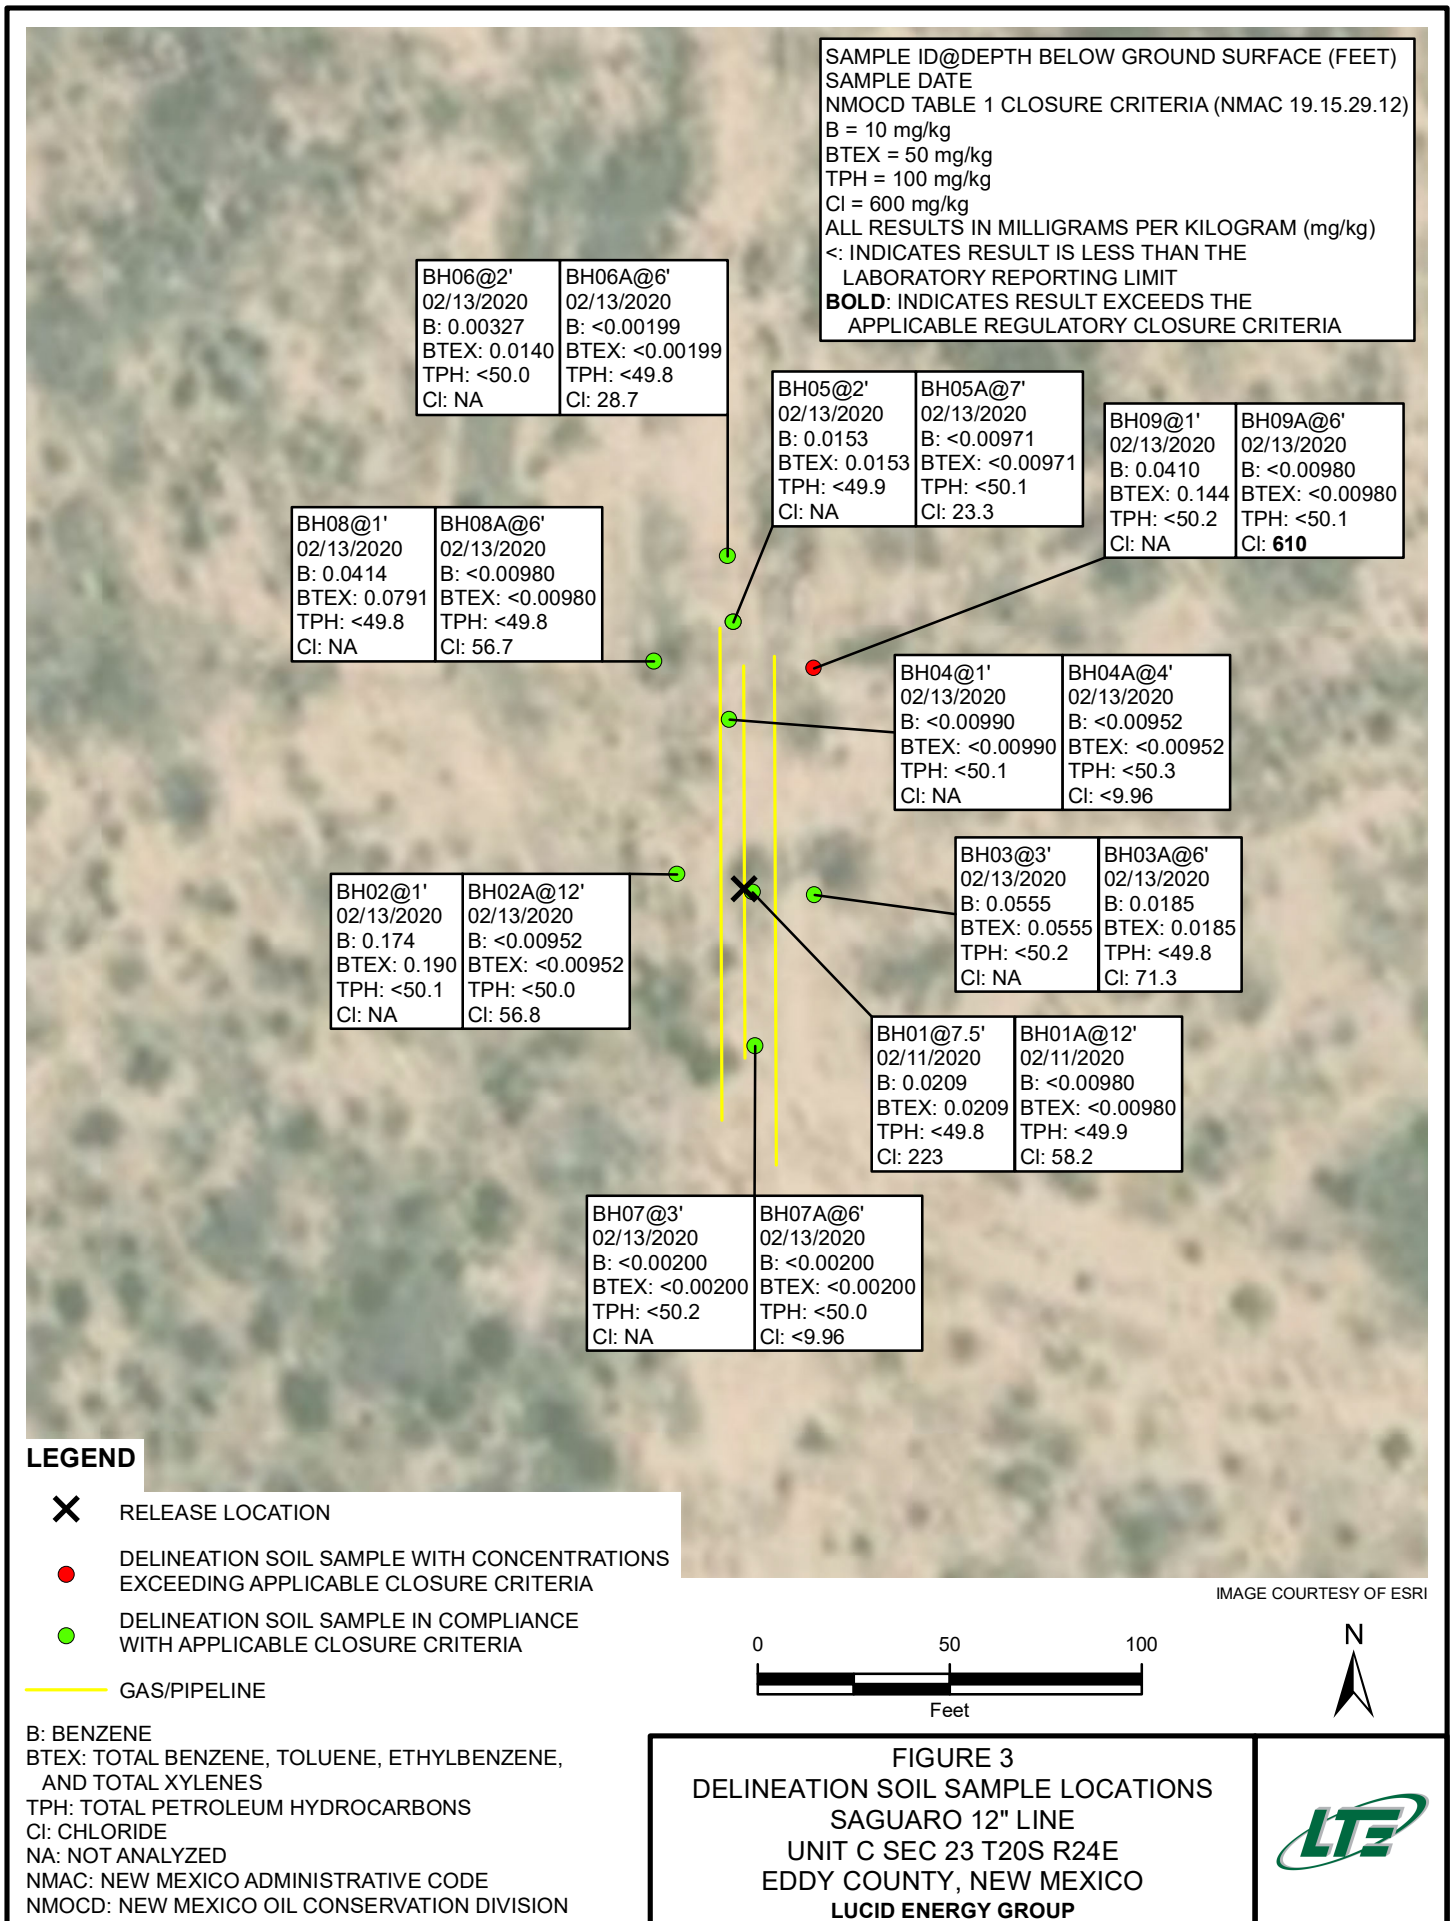 SAMPLE ID@DEPTH BELOW GROUND SURFACE (FEET)
SAMPLE DATE
NMOCD TABLE 1 CLOSURE CRITERIA (NMAC 19.15.29.12)
B = 10 mg/kg
BTEX = 50 mg/kg
TPH = 100 mg/kg
Cl = 600 mg/kg
ALL RESULTS IN MILLIGRAMS PER KILOGRAM (mg/kg)
<: INDICATES RESULT IS LESS THAN THE
LABORATORY REPORTING LIMIT
BOLD: INDICATES RESULT EXCEEDS THE
APPLICABLE REGULATORY CLOSURE CRITERIA
BH06@2'
02/13/2020
B: 0.00327
BTEX: 0.0140
TPH: <50.0
Cl: NA
BH06A@6'
02/13/2020
B: <0.00199
BTEX: <0.00199
TPH: <49.8
Cl: 28.7
BH05@2'
02/13/2020
B: 0.0153
BTEX: 0.0153
TPH: <49.9
Cl: NA
BH05A@7'
02/13/2020
B: <0.00971
BTEX: <0.00971
TPH: <50.1
Cl: 23.3
BH09@1'
02/13/2020
B: 0.0410
BTEX: 0.144
TPH: <50.2
Cl: NA
BH09A@6'
02/13/2020
B: <0.00980
BTEX: <0.00980
TPH: <50.1
Cl: 610
BH08@1'
02/13/2020
B: 0.0414
BTEX: 0.0791
TPH: <49.8
Cl: NA
BH08A@6'
02/13/2020
B: <0.00980
BTEX: <0.00980
TPH: <49.8
Cl: 56.7
BH04@1'
02/13/2020
B: <0.00990
BTEX: <0.00990
TPH: <50.1
Cl: NA
BH04A@4'
02/13/2020
B: <0.00952
BTEX: <0.00952
TPH: <50.3
Cl: <9.96
BH03@3'
02/13/2020
B: 0.0555
BTEX: 0.0555
TPH: <50.2
Cl: NA
BH03A@6'
02/13/2020
B: 0.0185
BTEX: 0.0185
TPH: <49.8
Cl: 71.3
BH02@1'
02/13/2020
B: 0.174
BTEX: 0.190
TPH: <50.1
Cl: NA
BH02A@12'
02/13/2020
B: <0.00952
BTEX: <0.00952
TPH: <50.0
Cl: 56.8
BH01@7.5'
02/11/2020
B: 0.0209
BTEX: 0.0209
TPH: <49.8
Cl: 223
BH01A@12'
02/11/2020
B: <0.00980
BTEX: <0.00980
TPH: <49.9
Cl: 58.2
BH07@3'
02/13/2020
B: <0.00200
BTEX: <0.00200
TPH: <50.2
Cl: NA
BH07A@6'
02/13/2020
B: <0.00200
BTEX: <0.00200
TPH: <50.0
Cl: <9.96
LEGEND
RELEASE LOCATION
DELINEATION SOIL SAMPLE WITH CONCENTRATIONS
EXCEEDING APPLICABLE CLOSURE CRITERIA
DELINEATION SOIL SAMPLE IN COMPLIANCE
WITH APPLICABLE CLOSURE CRITERIA
GAS/PIPELINE
B: BENZENE
BTEX: TOTAL BENZENE, TOLUENE, ETHYLBENZENE,
AND TOTAL XYLENES
TPH: TOTAL PETROLEUM HYDROCARBONS
Cl: CHLORIDE
NA: NOT ANALYZED
NMAC: NEW MEXICO ADMINISTRATIVE CODE
NMOCD: NEW MEXICO OIL CONSERVATION DIVISION
IMAGE COURTESY OF ESRI
0 50 100
Feet
N
FIGURE 3
DELINEATION SOIL SAMPLE LOCATIONS
SAGUARO 12" LINE
UNIT C SEC 23 T20S R24E
EDDY COUNTY, NEW MEXICO
LUCID ENERGY GROUP
LTE